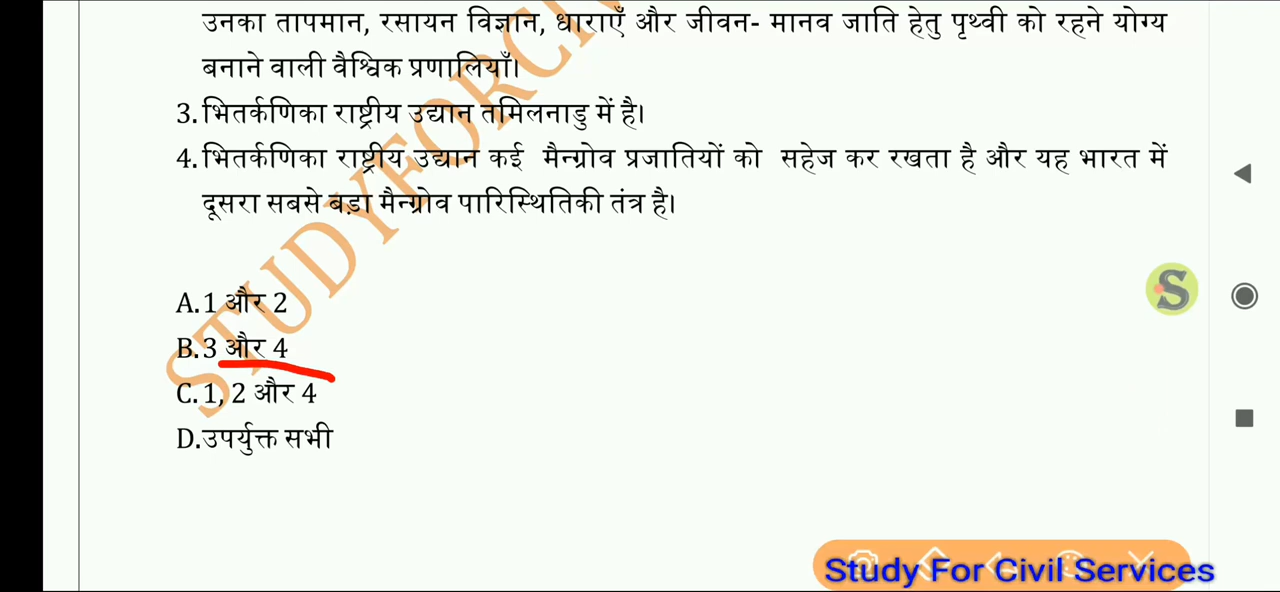 उनका तापमान, रसायन विज्ञान, धाराएँ और जीवन- मानव जाति हेतु पृथ्वी को रहने योग्य
बनाने वाली वैश्विक प्रणालियाँ।
3. भितर्कणिका राष्ट्रीय उद्यान तमिलनाडु में है।
4. भितर्कणिका राष्ट्रीय उद्यान कई मैन्ग्रोव प्रजातियों को सहेज कर रखता है और यह भारत में
दूसरा सबसे बड़ा मैन्ग्रोव पारिस्थितिकी तंत्र है।
A. 1 और 2
B. 3 और 4
C. 1, 2 और 4
D. उपर्युक्त सभी
STUDYFORCIV
S
Study For Civil Services